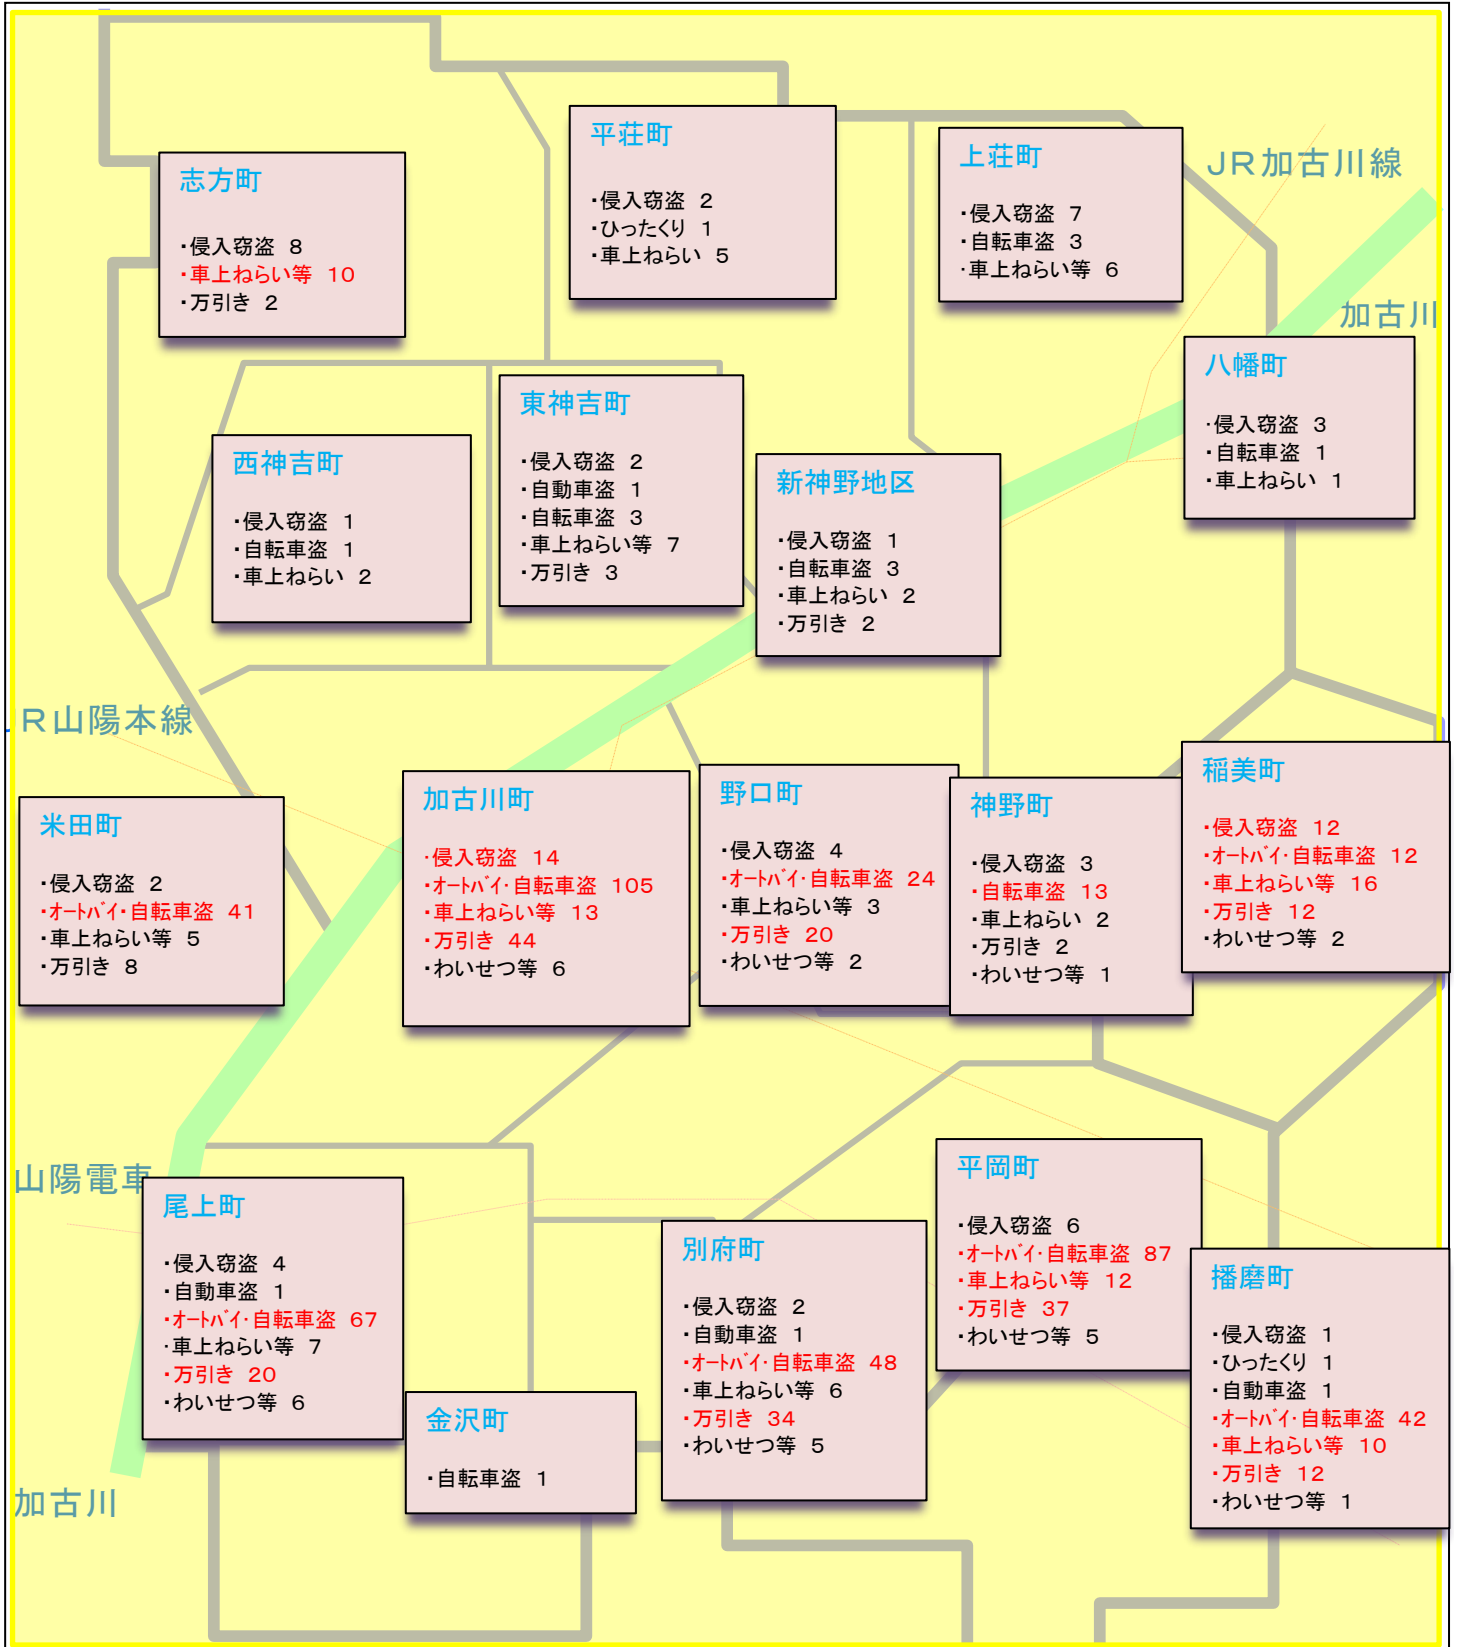 平荘町
・侵入窃盗 2
・ひったくり 1
・車上ねらい 5
上荘町
・侵入窃盗 7
・自転車盗 3
・車上ねらい等 6
JR加古川線
志方町
・侵入窃盗 8
・車上ねらい等 10
・万引き 2
加古川
八幡町
・侵入窃盗 3
・自転車盗 1
・車上ねらい 1
東神吉町
・侵入窃盗 2
・自動車盗 1
・自転車盗 3
・車上ねらい等 7
・万引き 3
西神吉町
・侵入窃盗 1
・自転車盗 1
・車上ねらい 2
新神野地区
・侵入窃盗 1
・自転車盗 3
・車上ねらい 2
・万引き 2
JR山陽本線
米田町
・侵入窃盗 2
・オートバイ・自転車盗 41
・車上ねらい等 5
・万引き 8
加古川町
・侵入窃盗 14
・オートバイ・自転車盗 105
・車上ねらい等 13
・万引き 44
・わいせつ等 6
野口町
・侵入窃盗 4
・オートバイ・自転車盗 24
・車上ねらい等 3
・万引き 20
・わいせつ等 2
神野町
・侵入窃盗 3
・自転車盗 13
・車上ねらい 2
・万引き 2
・わいせつ等 1
稲美町
・侵入窃盗 12
・オートバイ・自転車盗 12
・車上ねらい等 16
・万引き 12
・わいせつ等 2
山陽電車
尾上町
・侵入窃盗 4
・自動車盗 1
・オートバイ・自転車盗 67
・車上ねらい等 7
・万引き 20
・わいせつ等 6
金沢町
・自転車盗 1
別府町
・侵入窃盗 2
・自動車盗 1
・オートバイ・自転車盗 48
・車上ねらい等 6
・万引き 34
・わいせつ等 5
平岡町
・侵入窃盗 6
・オートバイ・自転車盗 87
・車上ねらい等 12
・万引き 37
・わいせつ等 5
播磨町
・侵入窃盗 1
・ひったくり 1
・自動車盗 1
・オートバイ・自転車盗 42
・車上ねらい等 10
・万引き 12
・わいせつ等 1
加古川